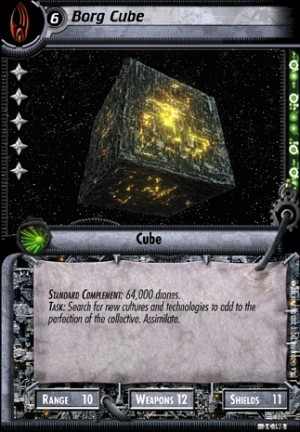 6 Borg Cube
Cube
STANDARD COMPLEMENT: 64,000 drones.
TASK: Search for new cultures and technologies to add to the
perfection of the collective. Assimilate.
RANGE 10 WEAPONS 12 SHIELDS 11